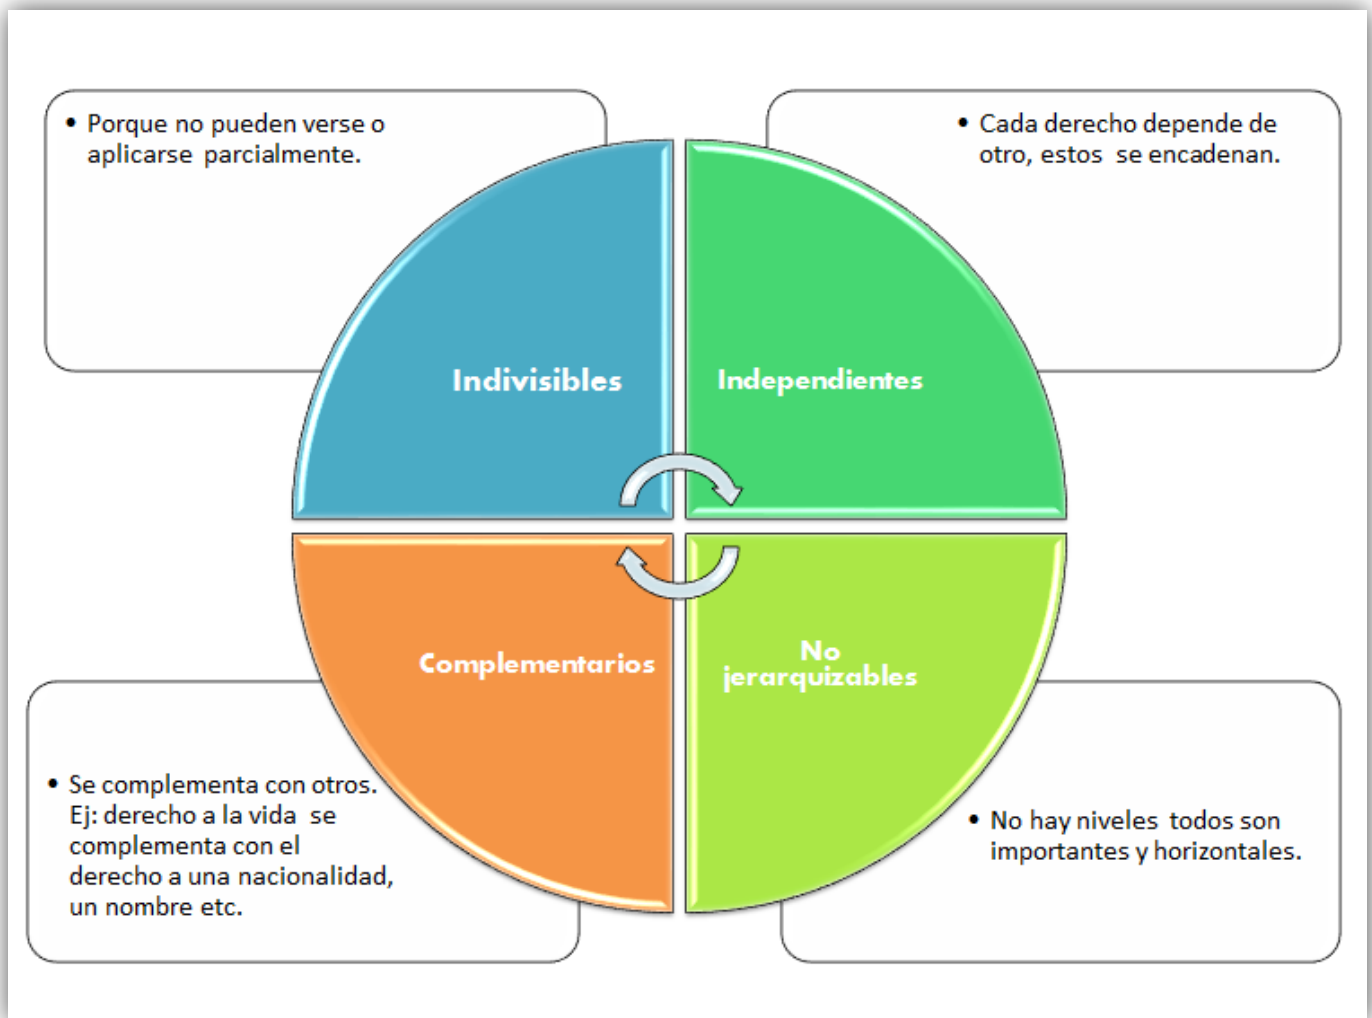 • Porque no pueden verse o
aplicarse parcialmente.
• Cada derecho depende de
otro, estos se encadenan.
Indivisibles
Independientes
Complementarios
No
jerarquizables
• Se complementa con otros.
Ej: derecho a la vida se
complementa con el
derecho a una nacionalidad,
un nombre etc.
• No hay niveles todos son
importantes y horizontales.